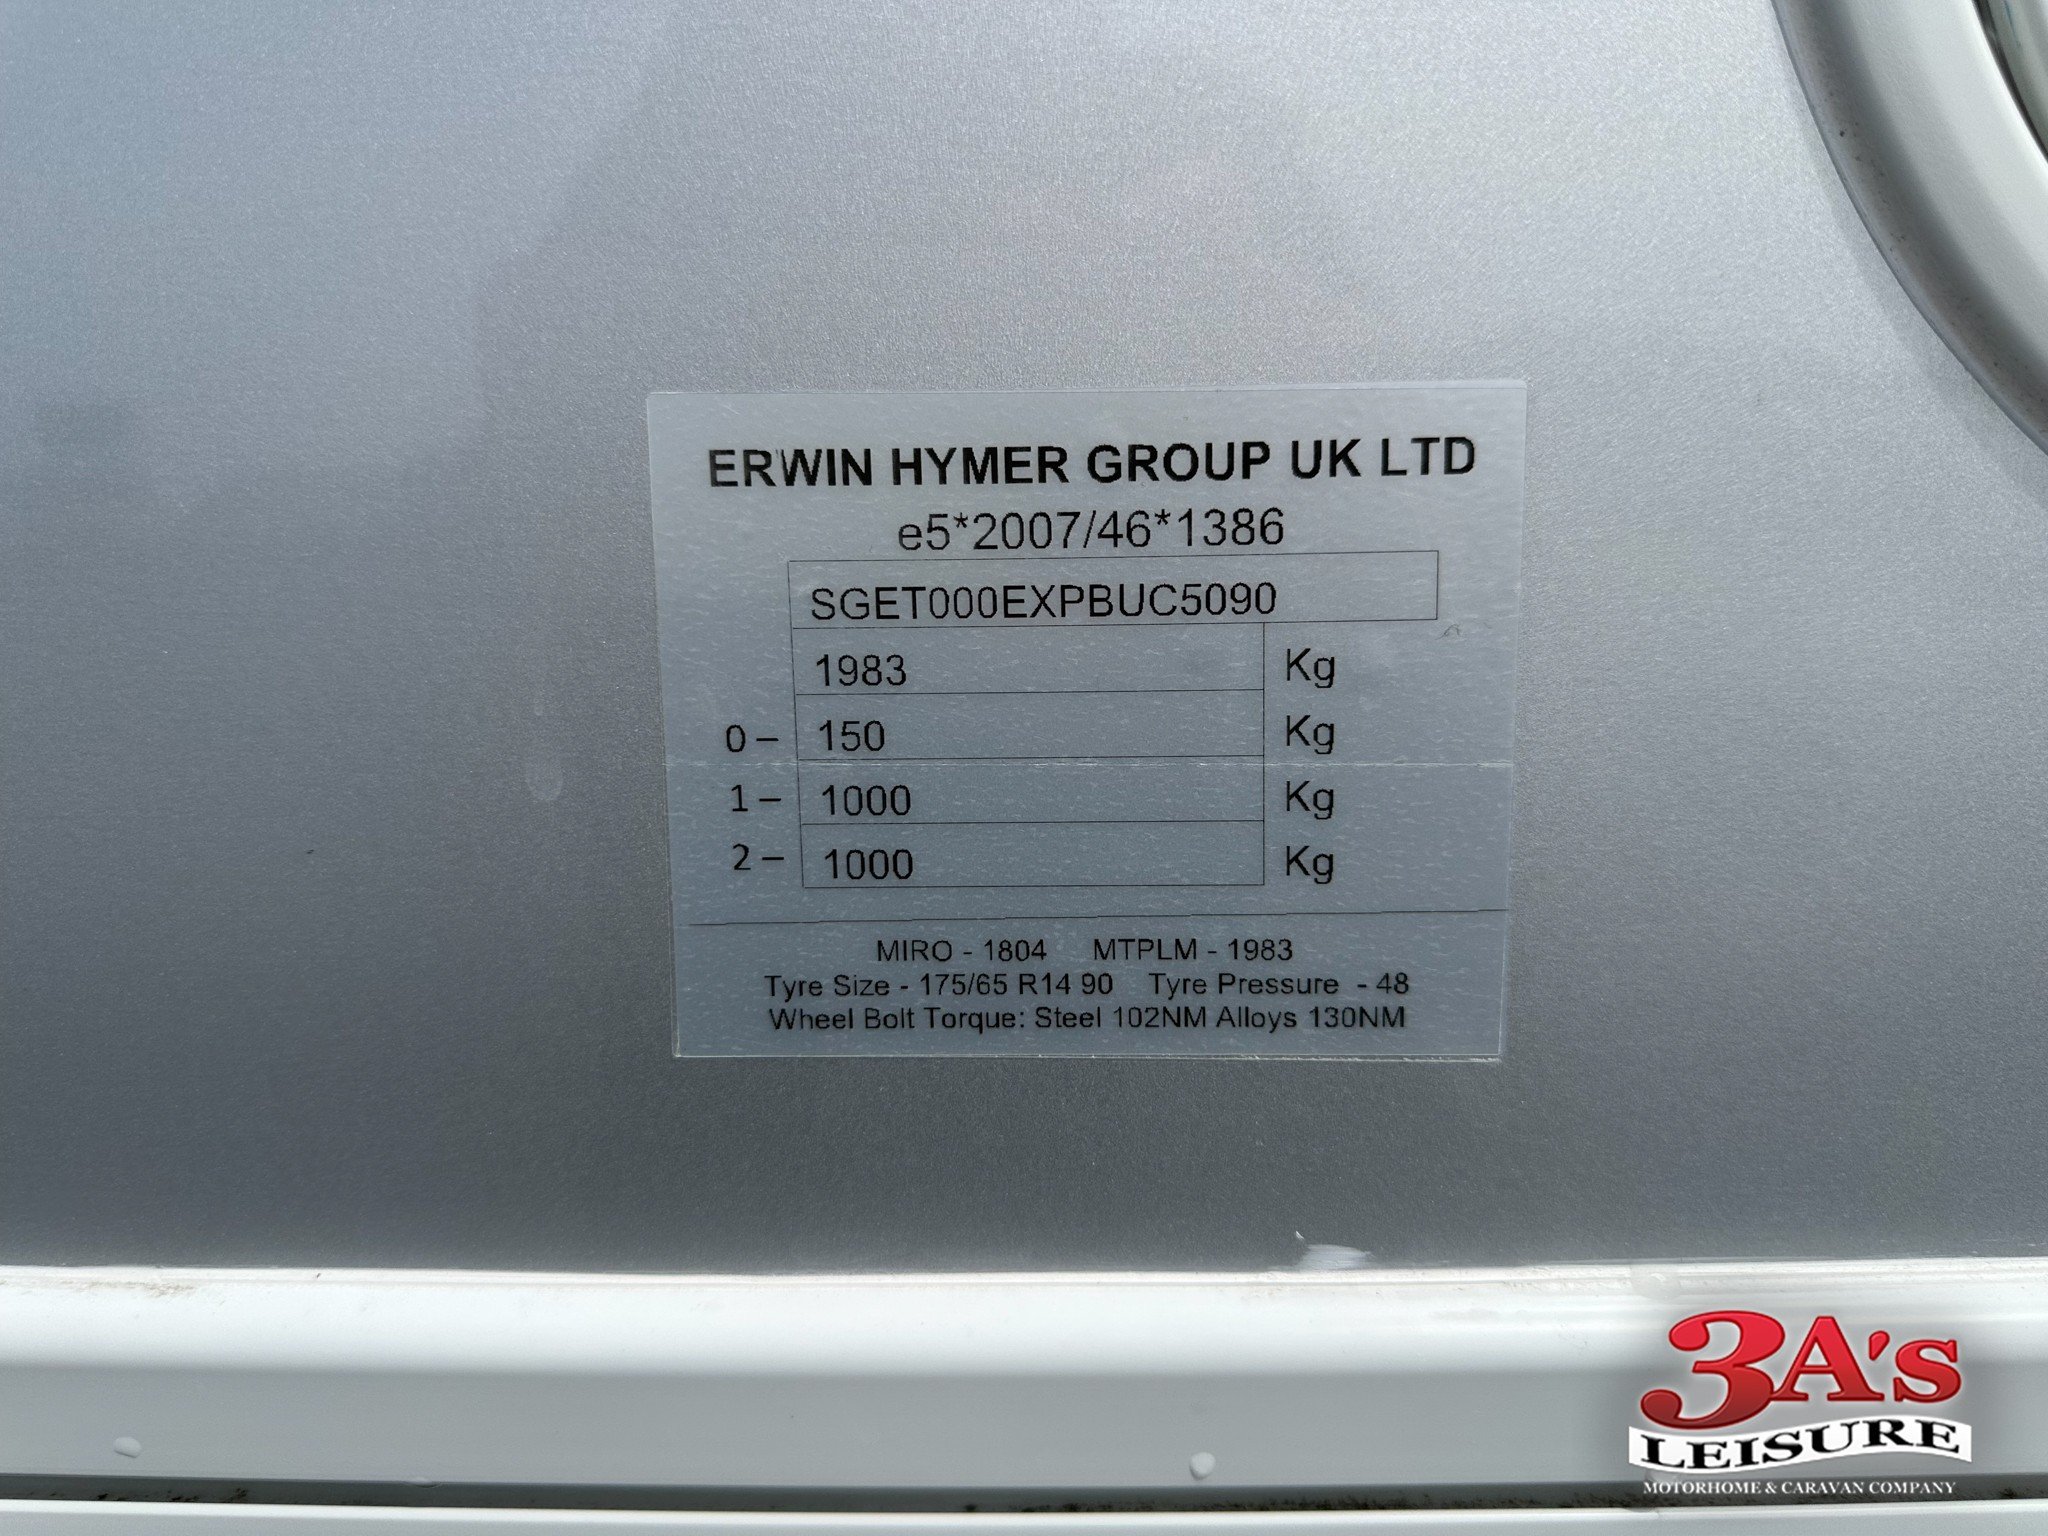 ERWIN HYMER GROUP UK LTD
e5*2007/46*1386
SGET000EXPBUC5090
1983 Kg
0– 150 Kg
1– 1000 Kg
2– 1000 Kg
MIRO - 1804 MTPLM - 1983
Tyre Size - 175/65 R14 90 Tyre Pressure - 48
Wheel Bolt Torque: Steel 102NM Alloys 130NM
3A's
LEISURE
MOTORHOME & CARAVAN COMPANY